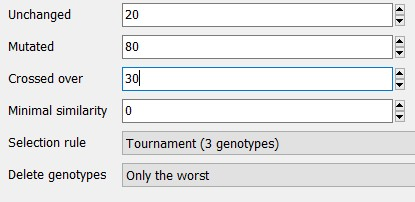 Unchanged 20
Mutated 80
Crossed over 30
Minimal similarity 0
Selection rule Tournament (3 genotypes)
Delete genotypes Only the worst